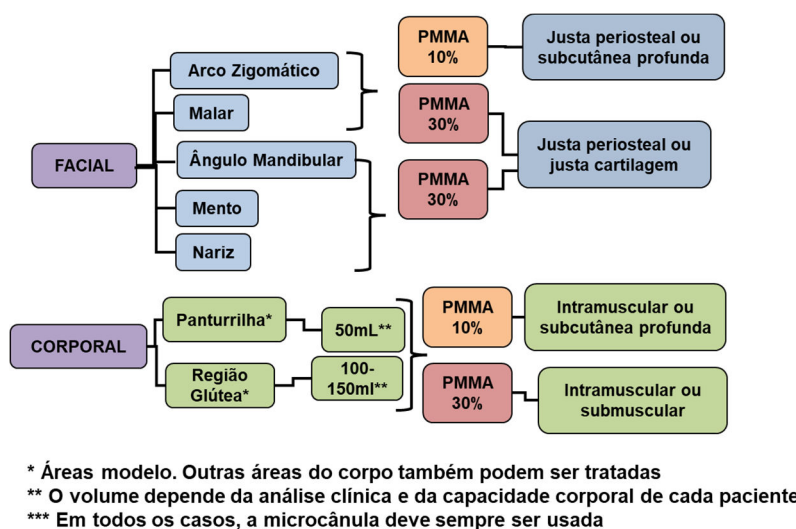 FACIAL
Arco Zigomático
Malar
Ângulo Mandibular
Mento
Nariz
PMMA
10%
PMMA
30%
PMMA
30%
Justa periosteal ou
subcutânea profunda
Justa periosteal ou
justa cartilagem
CORPORAL
Panturrilha*
50mL**
Região
Glútea*
100-
150ml**
PMMA
10%
PMMA
30%
Intramuscular ou
subcutânea profunda
Intramuscular ou
submuscular
* Áreas modelo. Outras áreas do corpo também podem ser tratadas
** O volume depende da análise clínica e da capacidade corporal de cada paciente
*** Em todos os casos, a microcânula deve sempre ser usada